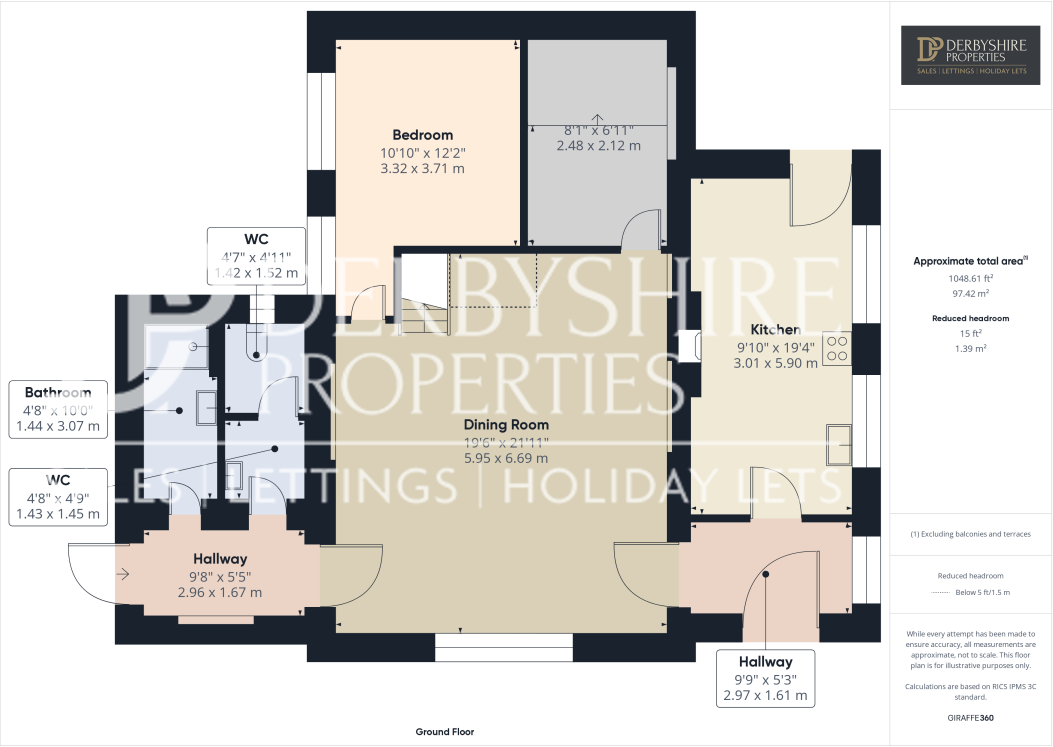 DP DERBYSHIRE
PROPERTIES
SALES | LETTINGS | HOLIDAY LETS
Bedroom
10'10" x 12'2"
3.32 x 3.71 m
8'1" x 6'11"
2.48 x 2.12 m
WC
4'7" x 4'11"
1.42 x 1.52 m
DERBYSHIRE
PROPERTIES
LES | LETTINGS | HOLIDAY LETS
Kitchen
9'10" x 19'4"
3.01 x 5.90 m
Bathroom
4'8" x 10'0"
1.44 x 3.07 m
Dining Room
19'6" x 21'11"
5.95 x 6.69 m
WC
4'8" x 4'9"
1.43 x 1.45 m
Hallway
9'8" x 5'5"
2.96 x 1.67 m
Hallway
9'9" x 5'3"
2.97 x 1.61 m
Ground Floor
Approximate total area(1)
1048.61 ft²
97.42 m²
Reduced headroom
15 ft²
1.39 m²
(1) Excluding balconies and terraces
Reduced headroom
Below 5 ft/1.5 m
While every attempt has been made to
ensure accuracy, all measurements are
approximate, not to scale. This floor
plan is for illustrative purposes only.
Calculations are based on RICS IPMS 3C
standard.
GIRAFFE360